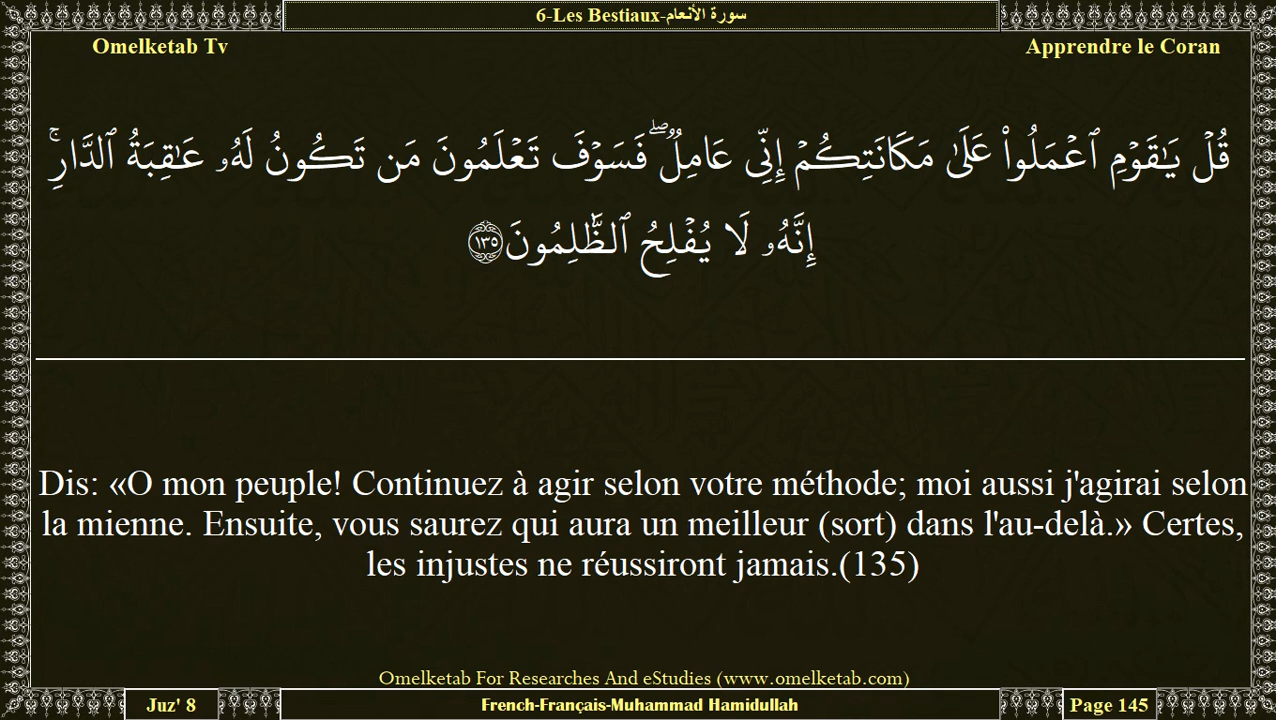 6-Les Bestiaux-سورة الأنعام
Omelketab Tv
Apprendre le Coran
قُلۡ يَٰقَوۡمِ ٱعۡمَلُواْ عَلَىٰ مَكَانَتِكُمۡ إِنِّي عَامِلٞۖ فَسَوۡفَ تَعۡلَمُونَ مَن تَكُونُ لَهُۥ عَٰقِبَةُ ٱلدَّارِۚ
إِنَّهُۥ لَا يُفۡلِحُ ٱلظَّٰلِمُونَ ١٣٥
Dis: «O mon peuple! Continuez à agir selon votre méthode; moi aussi j'agirai selon
la mienne. Ensuite, vous saurez qui aura un meilleur (sort) dans l'au-delà.» Certes,
les injustes ne réussiront jamais.(135)
Omelketab For Researches And eStudies (www.omelketab.com)
Juz' 8
French-Français-Muhammad Hamidullah
Page 145